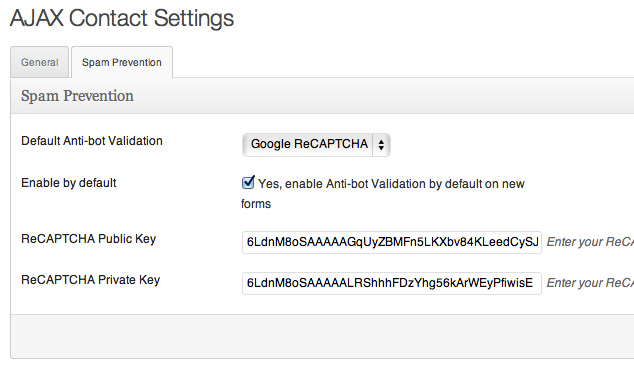 AJAX Contact Settings
General
Spam Prevention
Spam Prevention
Default Anti-bot Validation
Google ReCAPTCHA
Enable by default
Yes, enable Anti-bot Validation by default on new
forms
ReCAPTCHA Public Key
6LdnM8oSAAAAAGqUyZBMFn5LKXbv84KLeedCySJ
Enter your ReCA
ReCAPTCHA Private Key
6LdnM8oSAAAAALRShhhFDzYhg56kArWEyPfiwisE
Enter your ReCA